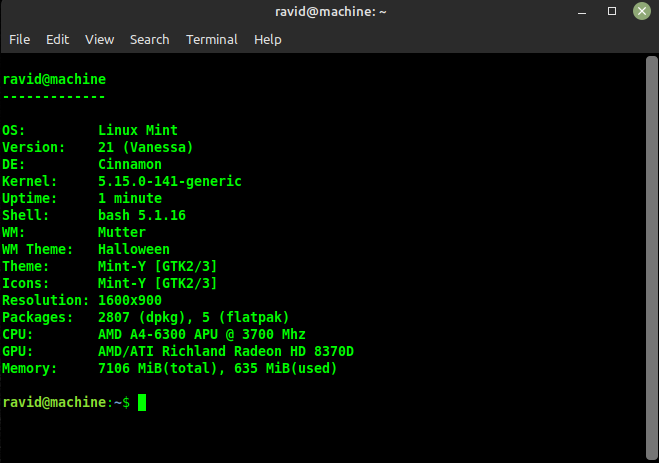 ravid@machine: ~
File Edit View Search Terminal Help
ravid@machine
-------------
OS: Linux Mint
Version: 21 (Vanessa)
DE: Cinnamon
Kernel: 5.15.0-141-generic
Uptime: 1 minute
Shell: bash 5.1.16
WM: Mutter
WM Theme: Halloween
Theme: Mint-Y [GTK2/3]
Icons: Mint-Y [GTK2/3]
Resolution: 1600x900
Packages: 2807 (dpkg), 5 (flatpak)
CPU: AMD A4-6300 APU @ 3700 Mhz
GPU: AMD/ATI Richland Radeon HD 8370D
Memory: 7106 MiB(total), 635 MiB(used)
ravid@machine:~$